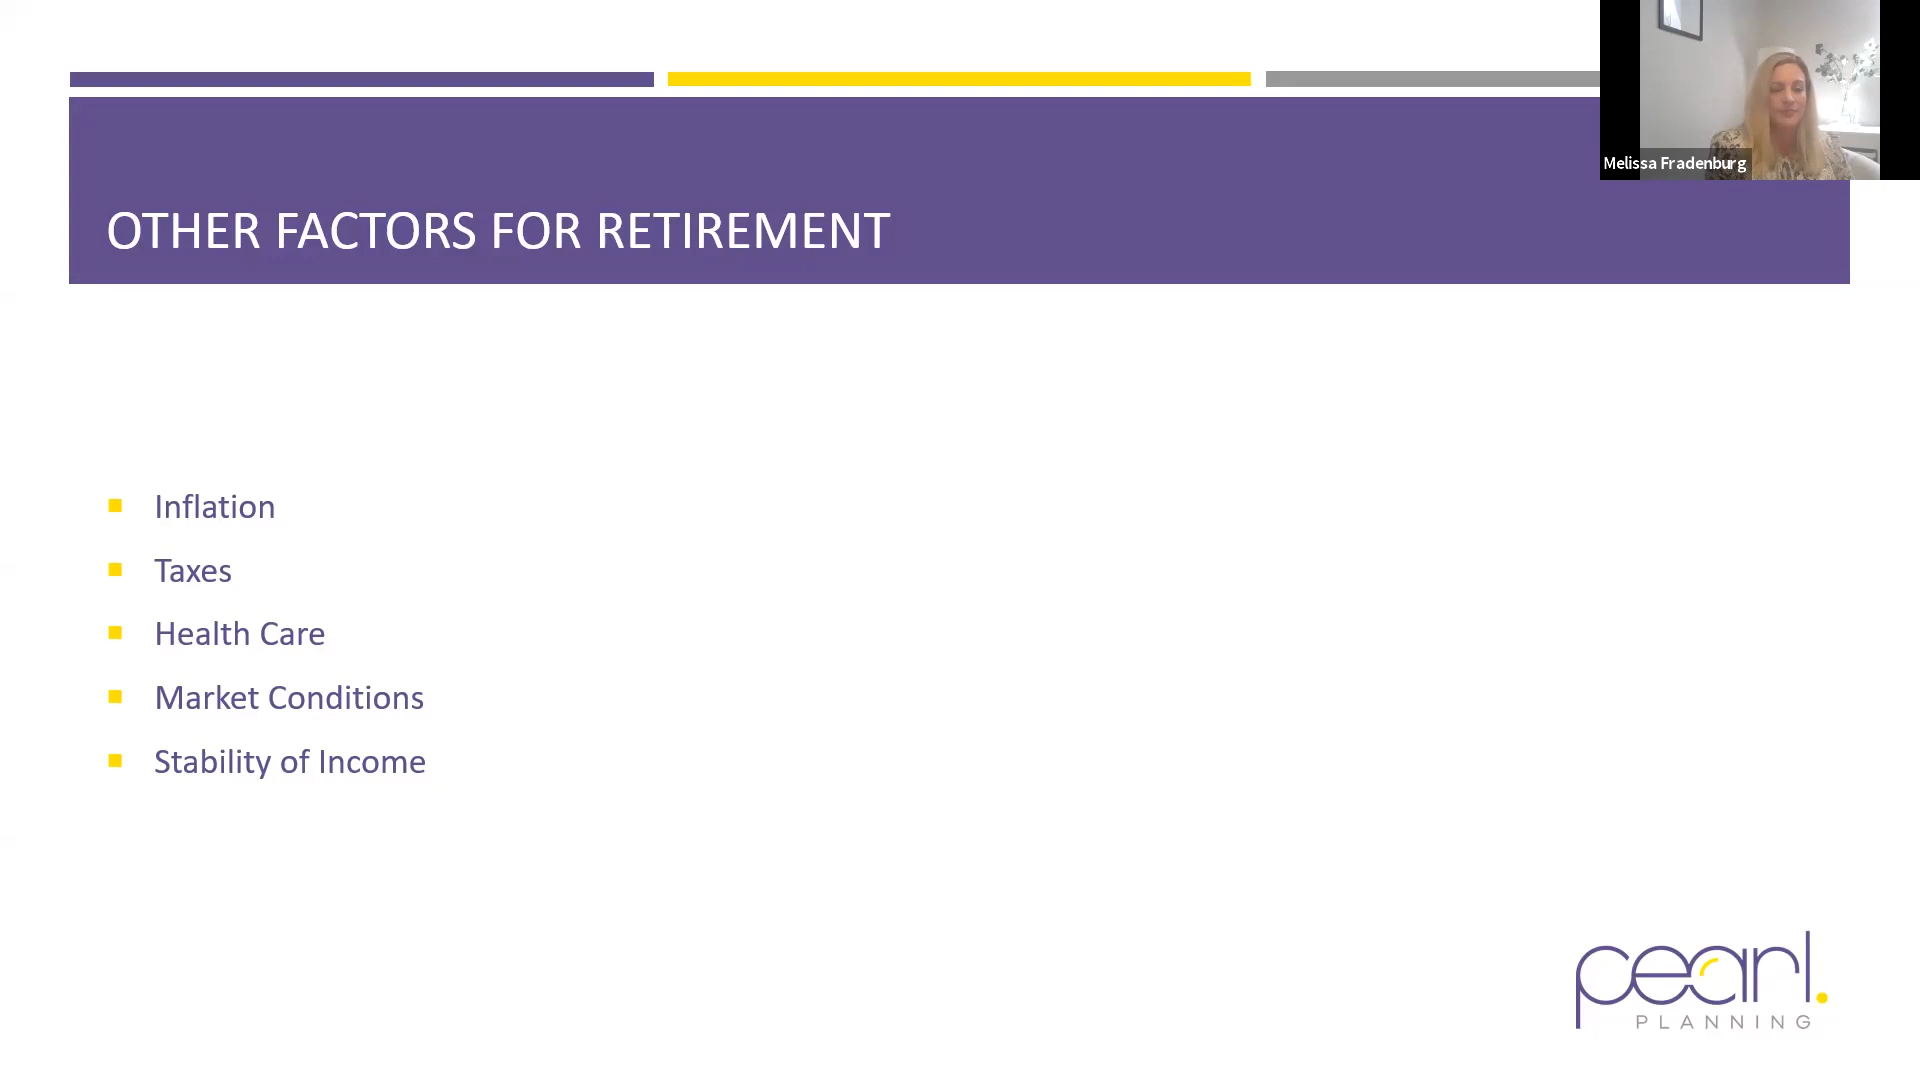 Melissa Fradenburg
OTHER FACTORS FOR RETIREMENT
Inflation
Taxes
Health Care
Market Conditions
Stability of Income
pearl.
PLANNING